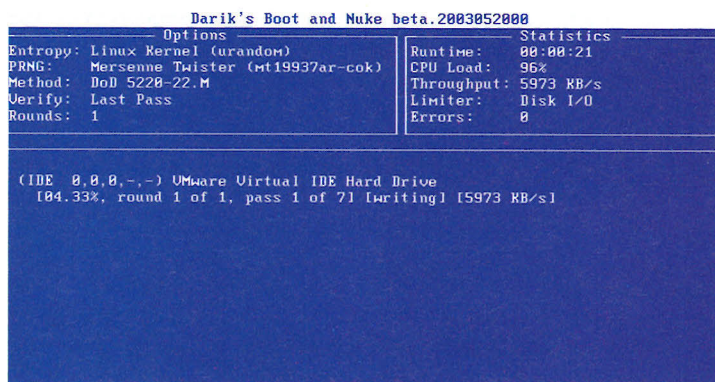 Darik's Boot and Nuke beta.2003052000
Options
Entropy: Linux Kernel (urandom)
PRNG: Mersenne Twister (mt19937ar-cok)
Method: DoD 5220-22.M
Verify: Last Pass
Rounds: 1
Statistics
Runtime: 00:00:21
CPU Load: 96%
Throughput: 5973 KB/s
Limiter: Disk I/O
Errors: 0
(IDE 0,0,0,-,-) VMware Virtual IDE Hard Drive
[04.33%, round 1 of 1, pass 1 of 7] [writing] [5973 KB/s]